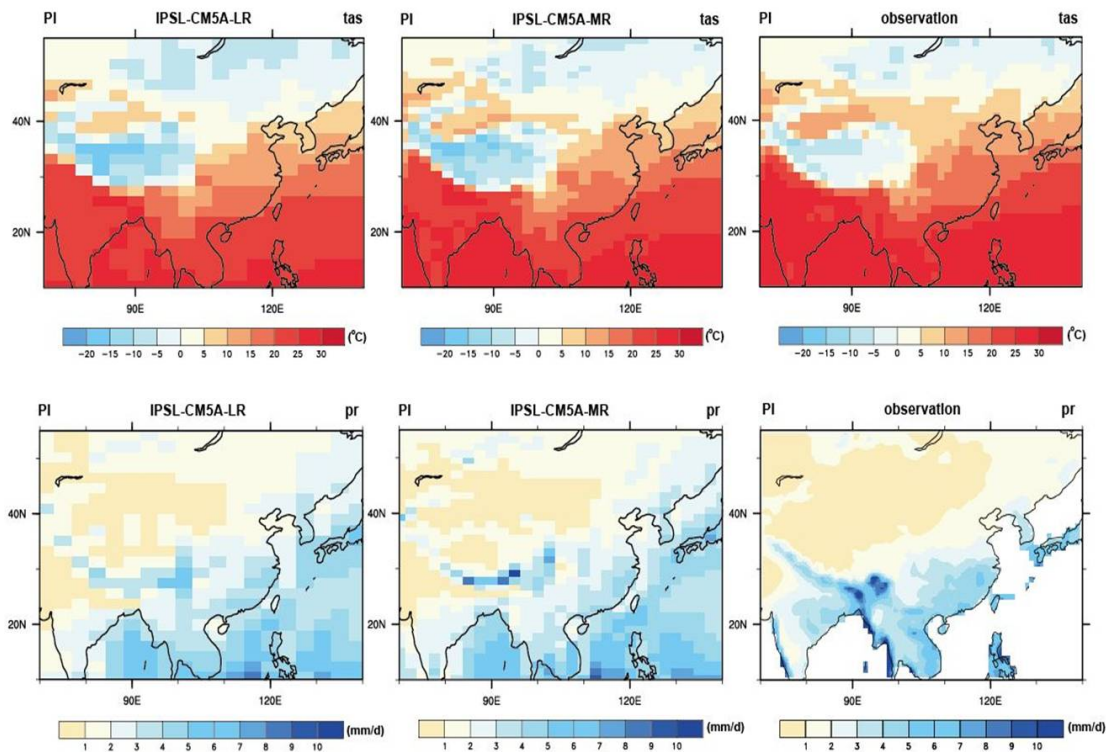 PI IPSL-CM5A-LR tas PI IPSL-CM5A-MR tas PI observation tas
40N 40N 40N
20N 20N 20N
90E 120E 90E 120E 90E 120E
(°C) (°C) (°C)
-20 -15 -10 -5 0 5 10 15 20 25 30 -20 -15 -10 -5 0 5 10 15 20 25 30 -20 -15 -10 -5 0 5 10 15 20 25 30
PI IPSL-CM5A-LR pr PI IPSL-CM5A-MR pr PI observation pr
40N 40N 40N
20N 20N 20N
90E 120E 90E 120E 90E 120E
(mm/d) (mm/d) (mm/d)
1 2 3 4 5 6 7 8 9 10 1 2 3 4 5 6 7 8 9 10 1 2 3 4 5 6 7 8 9 10